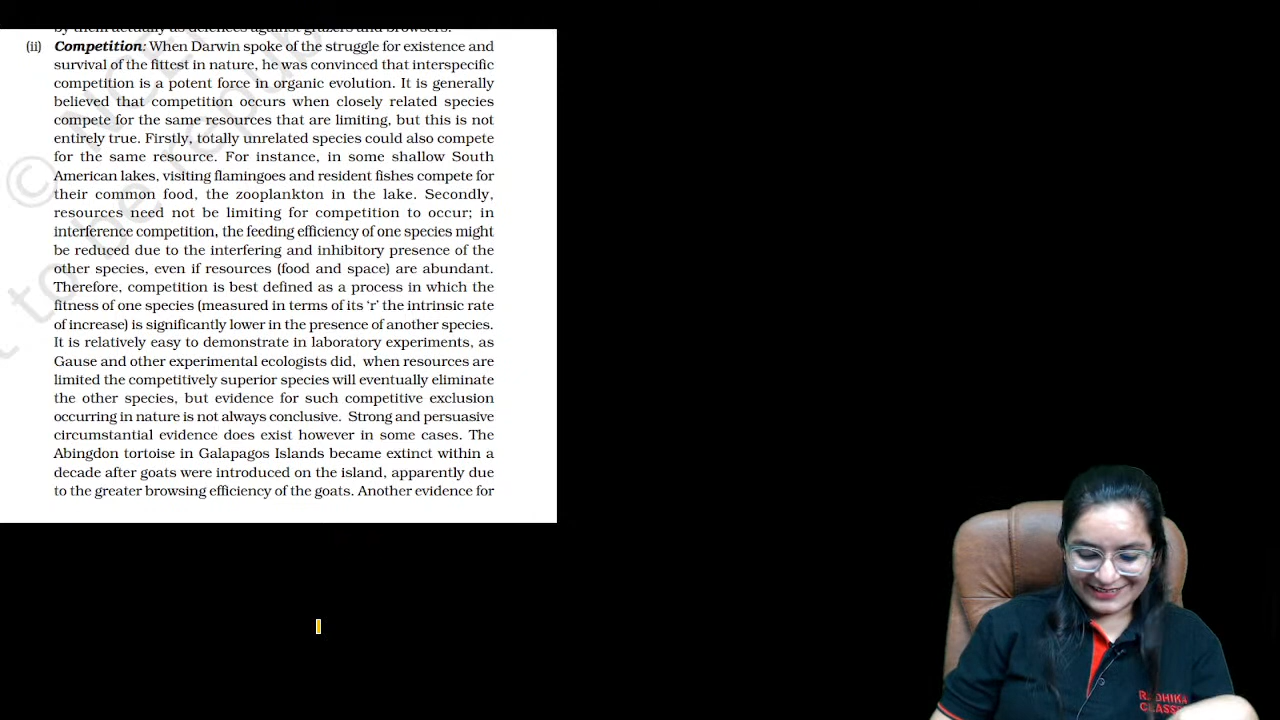 by them actually as defences against grazers and browsers.
(ii) Competition: When Darwin spoke of the struggle for existence and
survival of the fittest in nature, he was convinced that interspecific
competition is a potent force in organic evolution. It is generally
believed that competition occurs when closely related species
compete for the same resources that are limiting, but this is not
entirely true. Firstly, totally unrelated species could also compete
for the same resource. For instance, in some shallow South
American lakes, visiting flamingoes and resident fishes compete for
their common food, the zooplankton in the lake. Secondly,
resources need not be limiting for competition to occur; in
interference competition, the feeding efficiency of one species might
be reduced due to the interfering and inhibitory presence of the
other species, even if resources (food and space) are abundant.
Therefore, competition is best defined as a process in which the
fitness of one species (measured in terms of its ‘r’ the intrinsic rate
of increase) is significantly lower in the presence of another species.
It is relatively easy to demonstrate in laboratory experiments, as
Gause and other experimental ecologists did, when resources are
limited the competitively superior species will eventually eliminate
the other species, but evidence for such competitive exclusion
occurring in nature is not always conclusive. Strong and persuasive
circumstantial evidence does exist however in some cases. The
Abingdon tortoise in Galapagos Islands became extinct within a
decade after goats were introduced on the island, apparently due
to the greater browsing efficiency of the goats. Another evidence for
©
to be